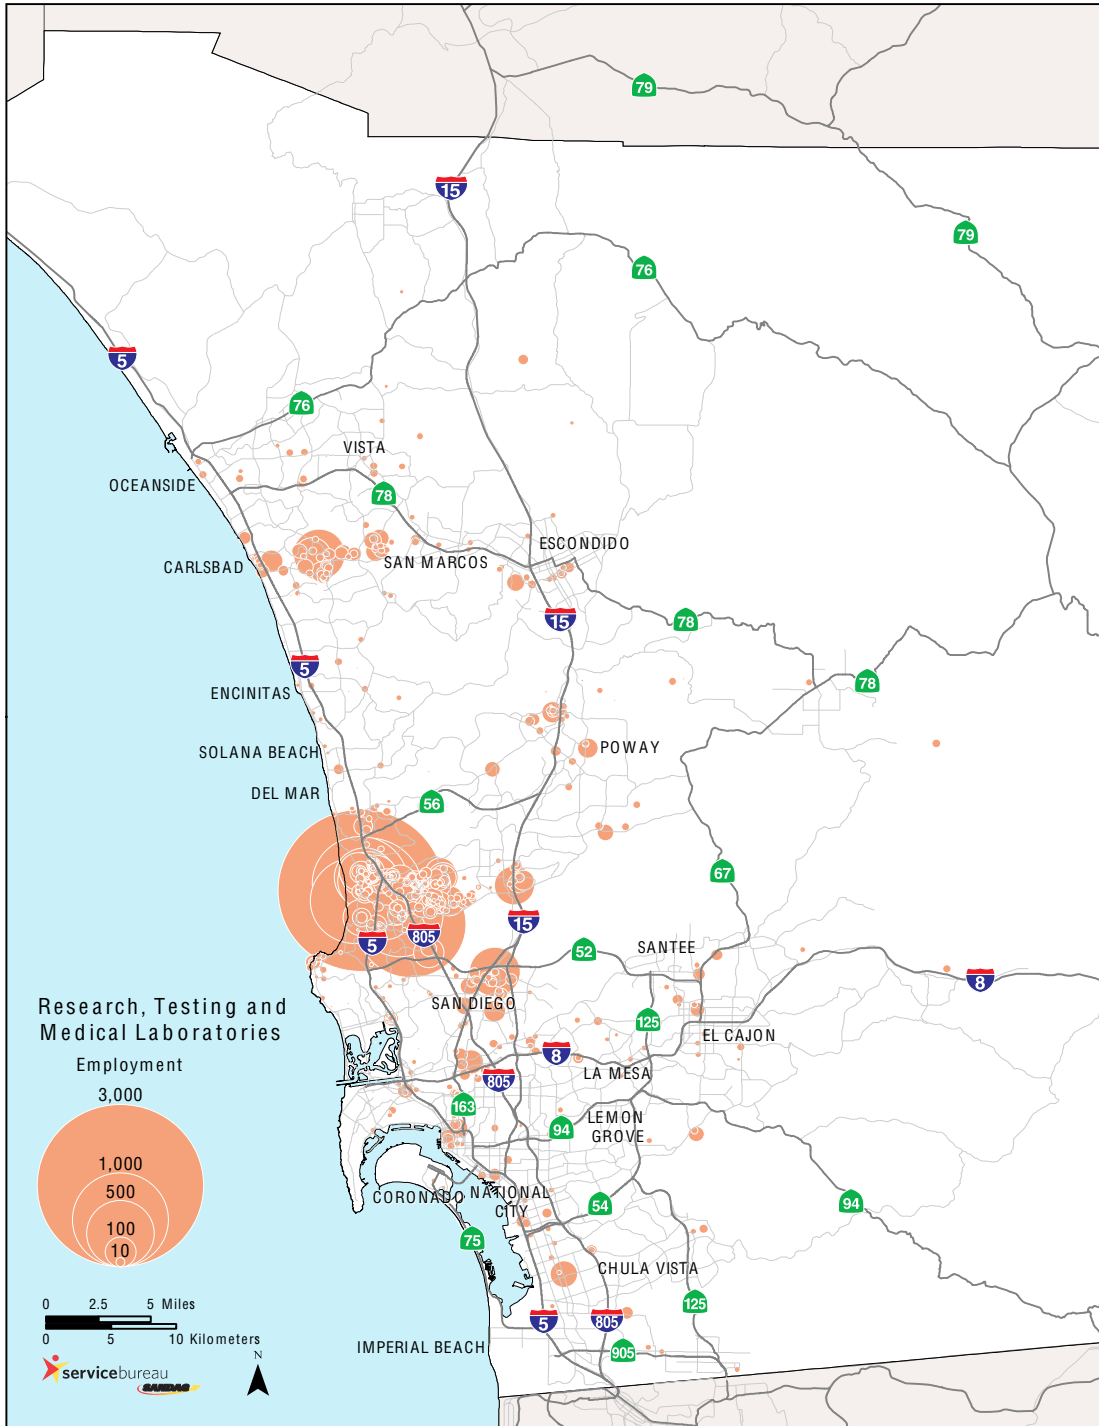 79
15
79
76
5
76
VISTA
OCEANSIDE
78
ESCONDIDO
CARLSBAD
SAN MARCOS
15
78
5
78
ENCINITAS
SOLANA BEACH
POWAY
DEL MAR
56
67
15
805
5
SANTEE
52
8
SAN DIEGO
Research, Testing and
Medical Laboratories
125
EL CAJON
Employment
8
LA MESA
805
3,000
163
LEMON
GROVE
94
1,000
500
CORONADO
NATIONAL
CITY
54
94
100
10
75
CHULA VISTA
125
0 2.5 5 Miles
5
805
0 5 10 Kilometers
IMPERIAL BEACH
905
N
servicebureau
SANDAG